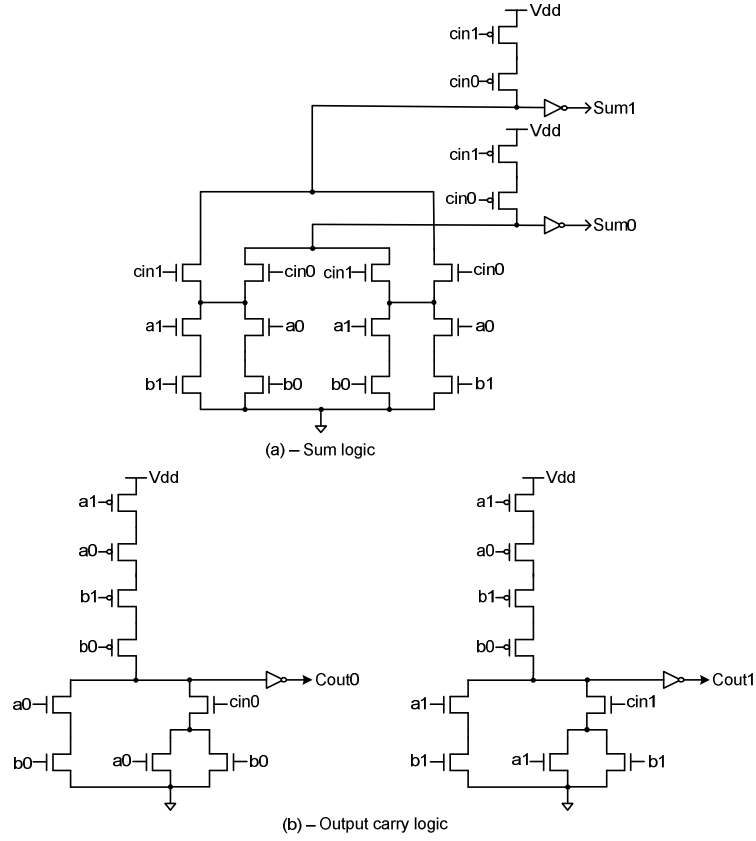 Vdd
cin1
cin0
Sum1
Vdd
cin1
cin0
Sum0
cin1 cin0 cin1 cin0
a1 a0 a1 a0
b1 b0 b0 b1
(a) – Sum logic
Vdd Vdd
a1 a1
a0 a0
b1 b1
b0 b0
Cout0 Cout1
a0 cin0 a1 cin1
b0 a0 b0 b1 a1 b1
(b) – Output carry logic